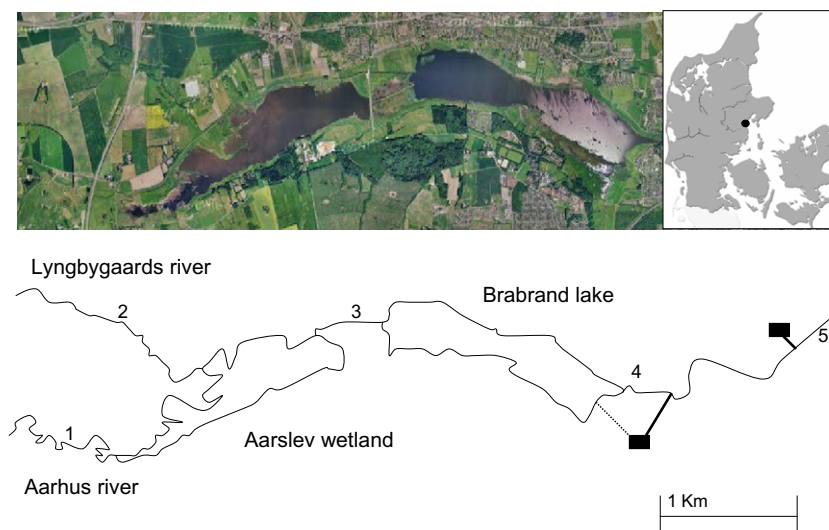 Lyngbygaards river
2
3
Brabrand lake
4
5
1
Aarslev wetland
Aarhus river
1 Km